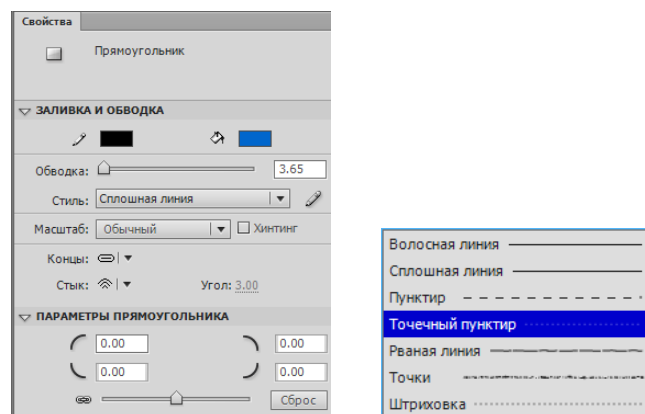 Свойства
Прямоугольник
ЗАЛИВКА И ОБВОДКА
Обводка: 3.65
Стиль: Сплошная линия
Масштаб: Обычный Хинтинг
Концы:
Стык: Угол: 3.00
ПАРАМЕТРЫ ПРЯМОУГОЛЬНИКА
0.00 0.00
0.00 0.00
Сброс
Волосная линия
Сплошная линия
Пунктир
Точечный пунктир
Рваная линия
Точки
Штриховка